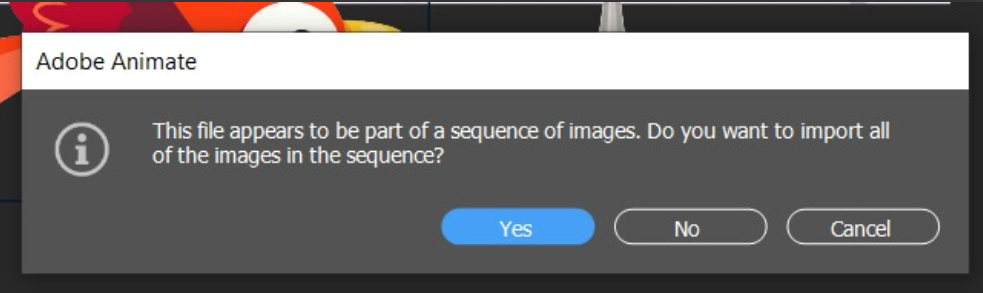 Adobe Animate
This file appears to be part of a sequence of images. Do you want to import all
of the images in the sequence?
Yes
No
Cancel